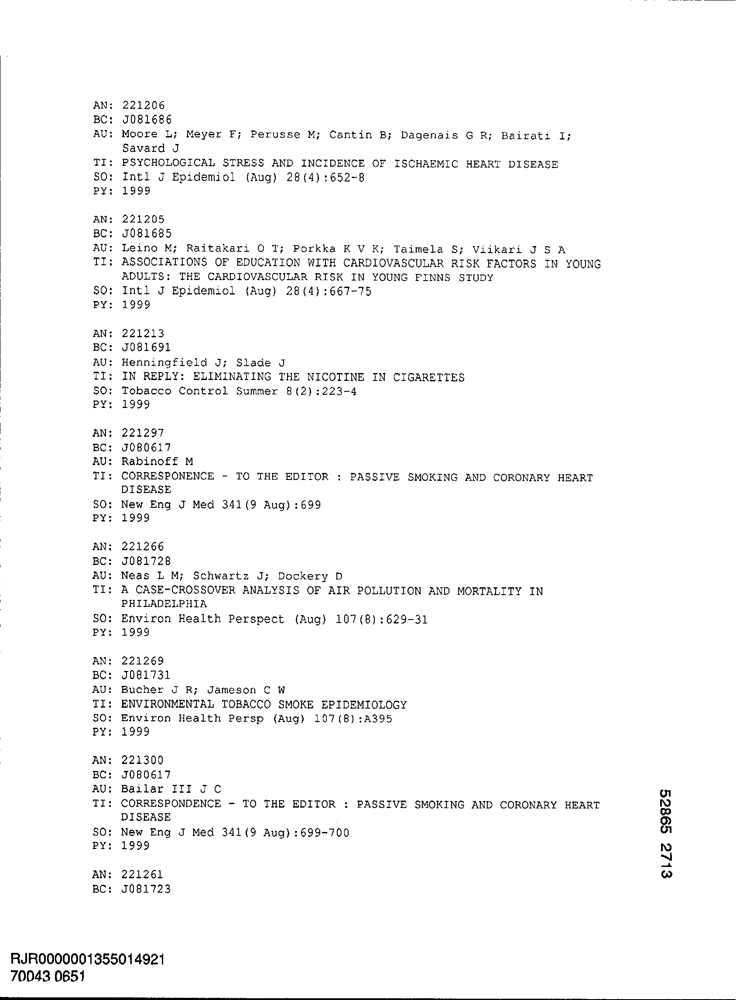 AN: 221206
BC: J081686
AU: Moore L; Meyer F; Perusse M; Cantin B; Dagenais G R; Bairati I;
Savard J
TI: PSYCHOLOGICAL STRESS AND INCIDENCE OF ISCHAEMIC HEART DISEASE
SO: Intl J Epidemiol (Aug) 28(4):652-8
PY: 1999
AN: 221205
BC: J081685
AU: Leino M; Raitakari O T; Porkka K V K; Taimela S; Viikari J S A
TI: ASSOCIATIONS OF EDUCATION WITH CARDIOVASCULAR RISK FACTORS IN YOUNG
ADULTS: THE CARDIOVASCULAR RISK IN YOUNG FINNS STUDY
SO: Intl J Epidemiol (Aug) 28(4):667-75
PY: 1999
AN: 221213
BC: J081691
AU: Henningfield J; Slade J
TI: IN REPLY: ELIMINATING THE NICOTINE IN CIGARETTES
SO: Tobacco Control Summer 8(2):223-4
PY: 1999
AN: 221297
BC: J080617
AU: Rabinoff M
TI: CORRESPONENCE - TO THE EDITOR : PASSIVE SMOKING AND CORONARY HEART
DISEASE
SO: New Eng J Med 341(9 Aug):699
PY: 1999
AN: 221266
BC: J081728
AU: Neas L M; Schwartz J; Dockery D
TI: A CASE-CROSSOVER ANALYSIS OF AIR POLLUTION AND MORTALITY IN
PHILADELPHIA
SO: Environ Health Perspect (Aug) 107(8):629-31
PY: 1999
AN: 221269
BC: J081731
AU: Bucher J R; Jameson C W
TI: ENVIRONMENTAL TOBACCO SMOKE EPIDEMIOLOGY
SO: Environ Health Persp (Aug) 107(8):A395
PY: 1999
AN: 221300
BC: J080617
AU: Bailar III J C
TI: CORRESPONDENCE - TO THE EDITOR : PASSIVE SMOKING AND CORONARY HEART
DISEASE
SO: New Eng J Med 341(9 Aug):699-700
PY: 1999
AN: 221261
BC: J081723
52865 2713
RJR0000001355014921
70043 0651